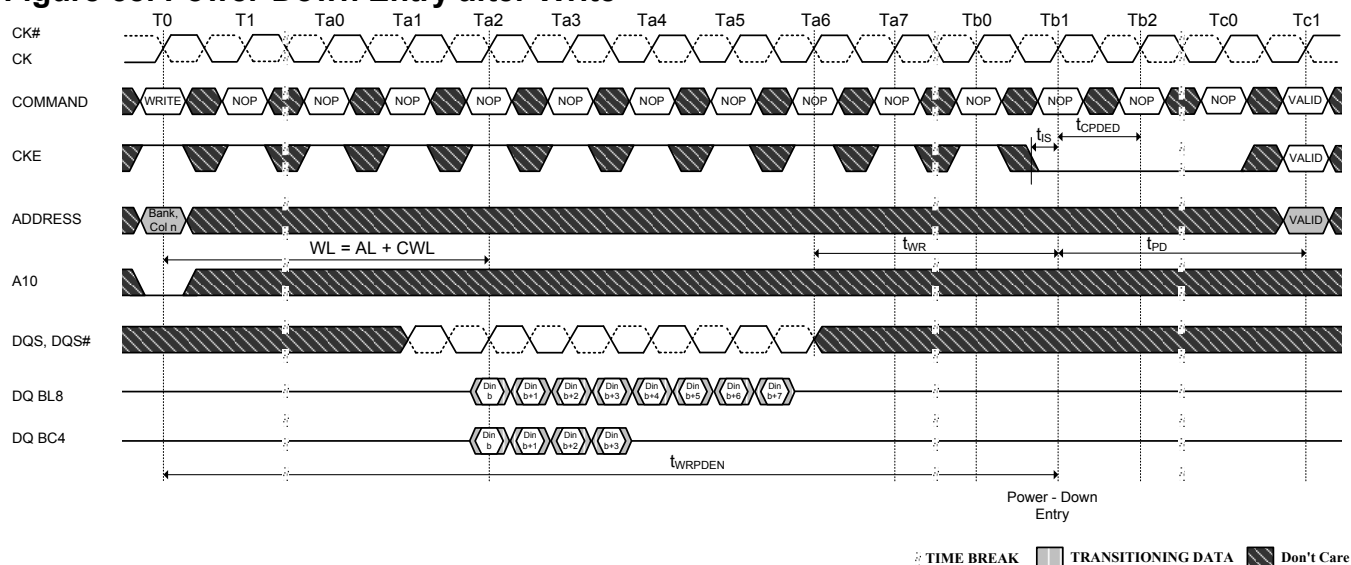 Figure 69. Power-Down Entry after Write
T0 T1 Ta0 Ta1 Ta2 Ta3 Ta4 Ta5 Ta6 Ta7 Tb0 Tb1 Tb2 Tc0 Tc1
CK#
CK
COMMAND WRITE NOP NOP NOP NOP NOP NOP NOP NOP NOP NOP NOP NOP NOP VALID
tIS tCPDED
CKE VALID
ADDRESS Bank, Col n VALID
WL = AL + CWL tWR tPD
A10
DQS, DQS#
DQ BL8 Din b Din b+1 Din b+2 Din b+3 Din b+4 Din b+5 Din b+6 Din b+7
DQ BC4 Din b Din b+1 Din b+2 Din b+3
tWRPDEN
Power - Down
Entry
TIME BREAK TRANSITIONING DATA Don't Care